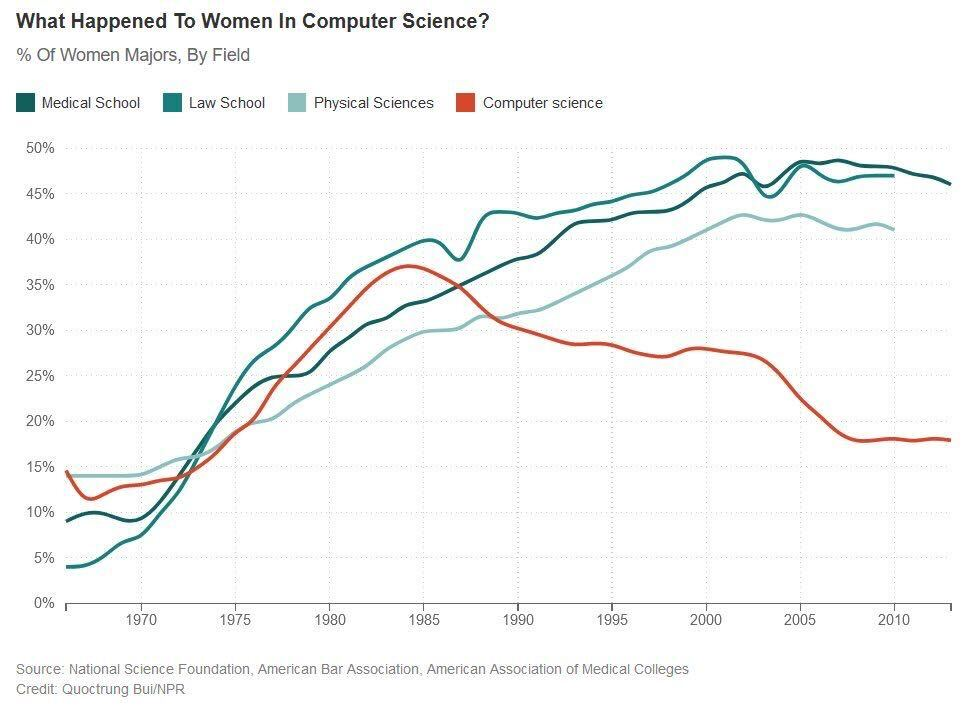 What Happened To Women In Computer Science?
% Of Women Majors, By Field
Medical School Law School Physical Sciences Computer science
50%
45%
40%
35%
30%
25%
20%
15%
10%
5%
0%
1970 1975 1980 1985 1990 1995 2000 2005 2010
Source: National Science Foundation, American Bar Association, American Association of Medical Colleges
Credit: Quoctrung Bui/NPR